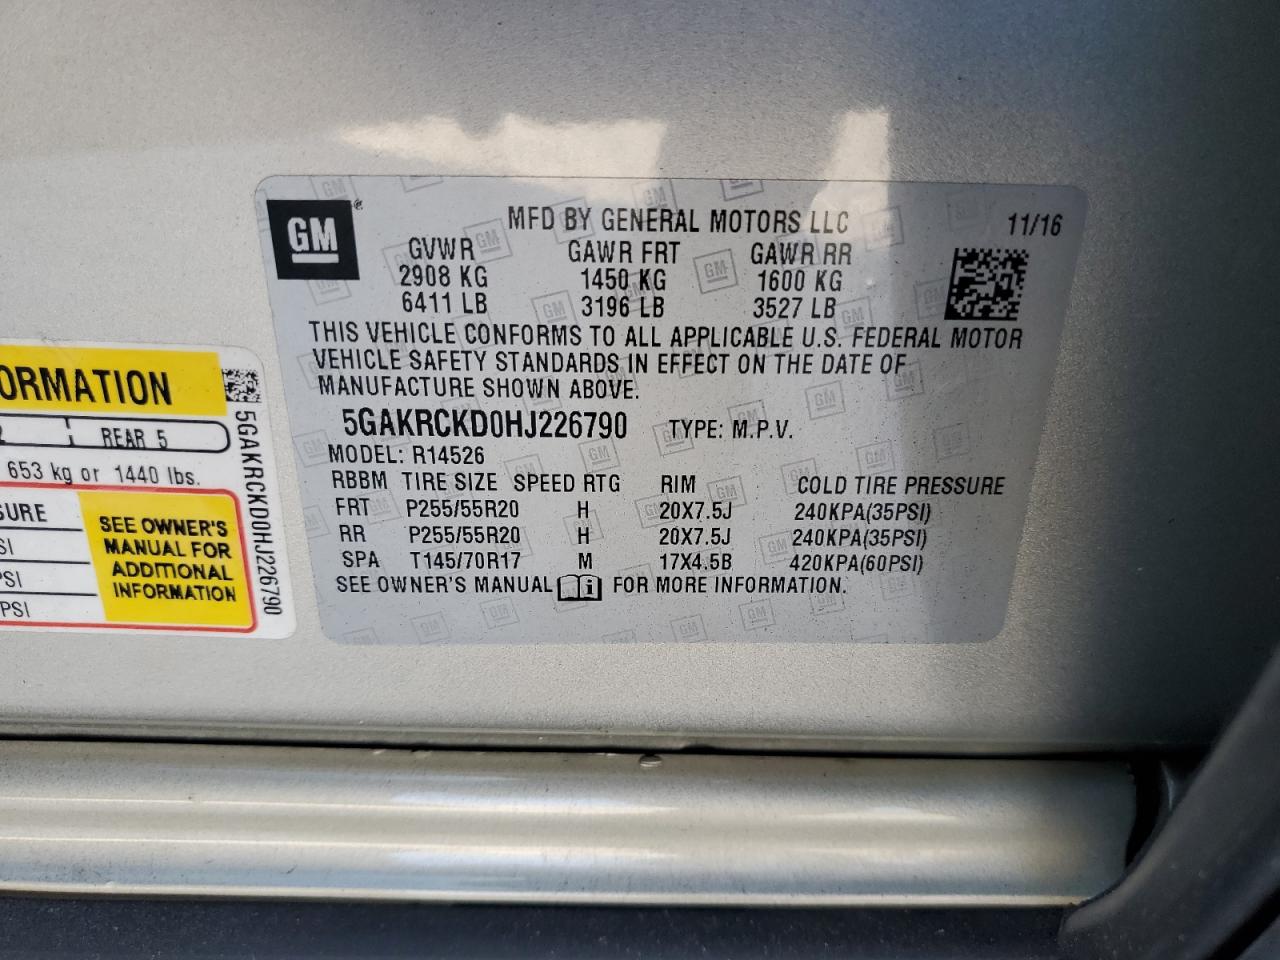 GM
MFD BY GENERAL MOTORS LLC 11/16
GVWR GAWR FRT GAWR RR
2908 KG 1450 KG 1600 KG
6411 LB 3196 LB 3527 LB
THIS VEHICLE CONFORMS TO ALL APPLICABLE U.S. FEDERAL MOTOR
VEHICLE SAFETY STANDARDS IN EFFECT ON THE DATE OF
MANUFACTURE SHOWN ABOVE.
5GAKRCKD0HJ226790 TYPE: M.P.V.
MODEL: R14526
RBBM TIRE SIZE SPEED RTG RIM COLD TIRE PRESSURE
FRT P255/55R20 H 20X7.5J 240KPA(35PSI)
RR P255/55R20 H 20X7.5J 240KPA(35PSI)
SPA T145/70R17 M 17X4.5B 420KPA(60PSI)
SEE OWNER'S MANUAL i FOR MORE INFORMATION.
ORMATION
REAR 5
653 kg or 1440 lbs.
SURE
SI
PSI
PSI
SEE OWNER'S
MANUAL FOR
ADDITIONAL
INFORMATION
5GAKRCKD0HJ226790